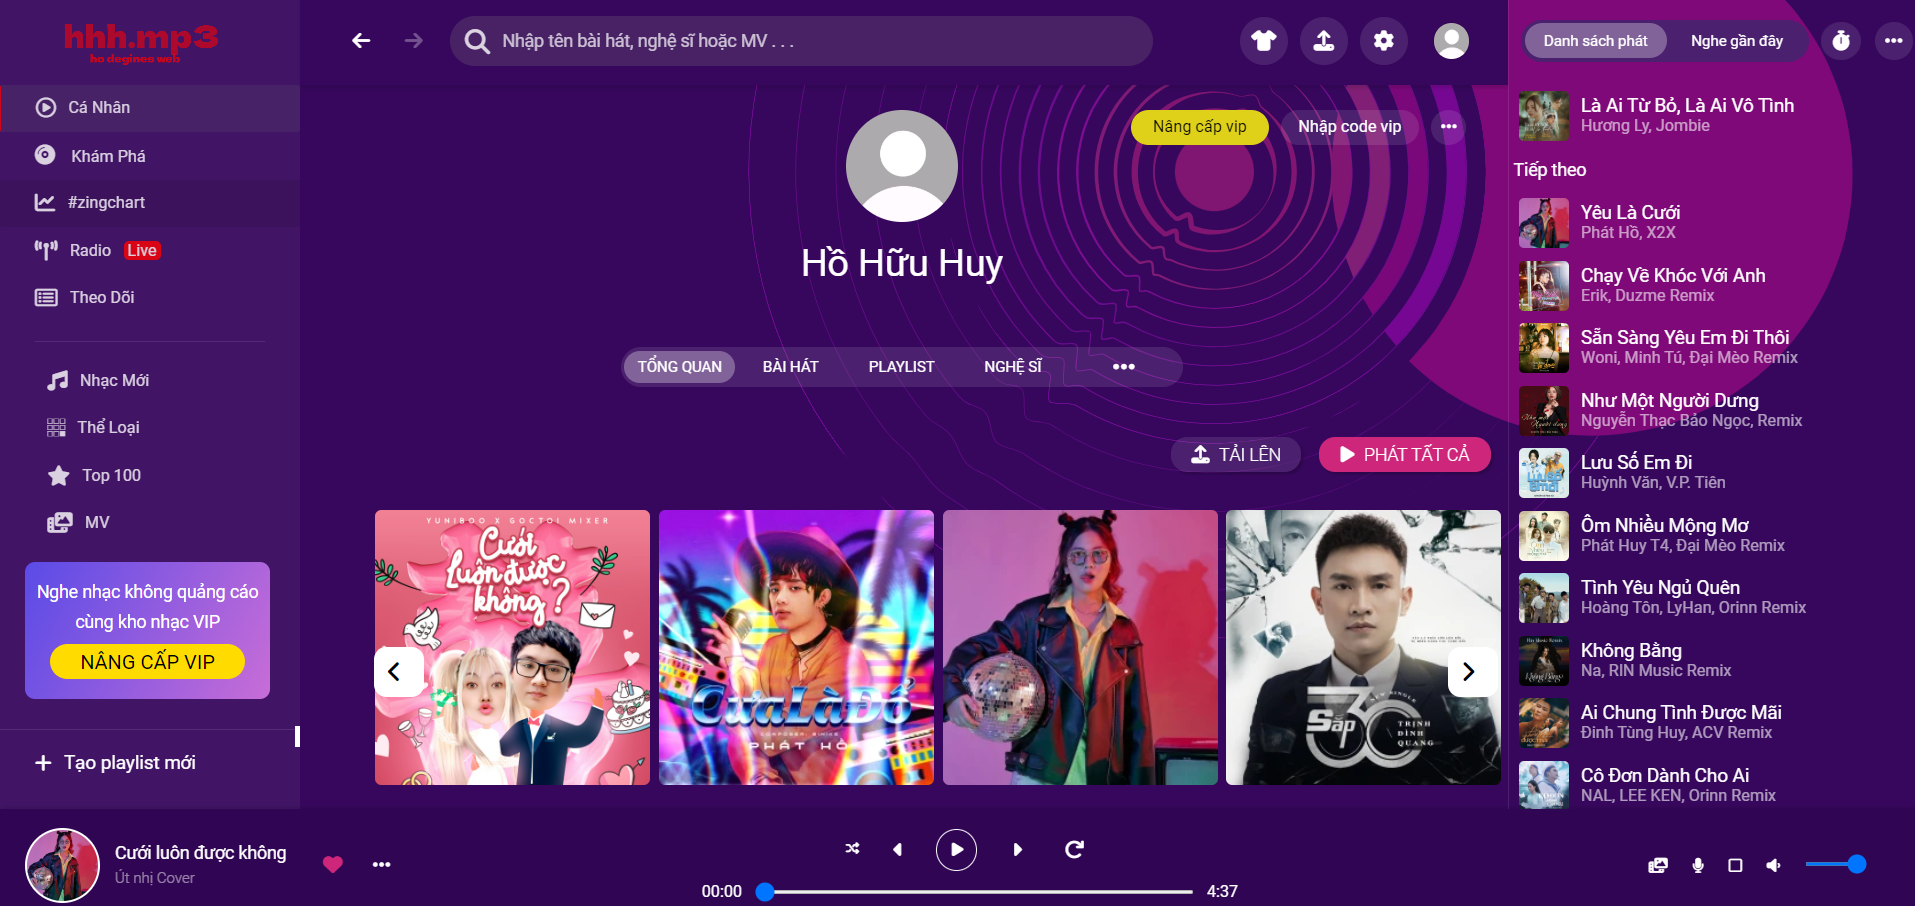 hhh.mp3
ho degines web
Cá Nhân
Khám Phá
#zingchart
Radio Live
Theo Dõi
Nhạc Mới
Thể Loại
Top 100
MV
Nghe nhạc không quảng cáo
cùng kho nhạc VIP
NÂNG CẤP VIP
Tạo playlist mới
Nhập tên bài hát, nghệ sĩ hoặc MV . . .
Nâng cấp vip
Nhập code vip
Hồ Hữu Huy
TỔNG QUAN
BÀI HÁT
PLAYLIST
NGHỆ SĨ
TẢI LÊN
PHÁT TẤT CẢ
YUNIBOO X GOCTOI MIXER
Cưới
luôn được
không?
CưaLàĐổ
PHÁT HỒ
NEW SINGLE
Sắp 30
TRỊNH
ĐÌNH
QUANG
Danh sách phát
Nghe gần đây
Là Ai Từ Bỏ, Là Ai Vô Tình
Hương Ly, Jombie
Tiếp theo
Yêu Là Cưới
Phát Hồ, X2X
Chạy Về Khóc Với Anh
Erik, Duzme Remix
Sẵn Sàng Yêu Em Đi Thôi
Woni, Minh Tú, Đại Mèo Remix
Như Một Người Dưng
Nguyễn Thạc Bảo Ngọc, Remix
Lưu Số Em Đi
Huỳnh Văn, V.P. Tiên
Ôm Nhiều Mộng Mơ
Phát Huy T4, Đại Mèo Remix
Tình Yêu Ngủ Quên
Hoàng Tôn, LyHan, Orinn Remix
Không Bằng
Na, RIN Music Remix
Ai Chung Tình Được Mãi
Đinh Tùng Huy, ACV Remix
Cô Đơn Dành Cho Ai
NAL, LEE KEN, Orinn Remix
Cưới luôn được không
Út nhị Cover
00:00
4:37